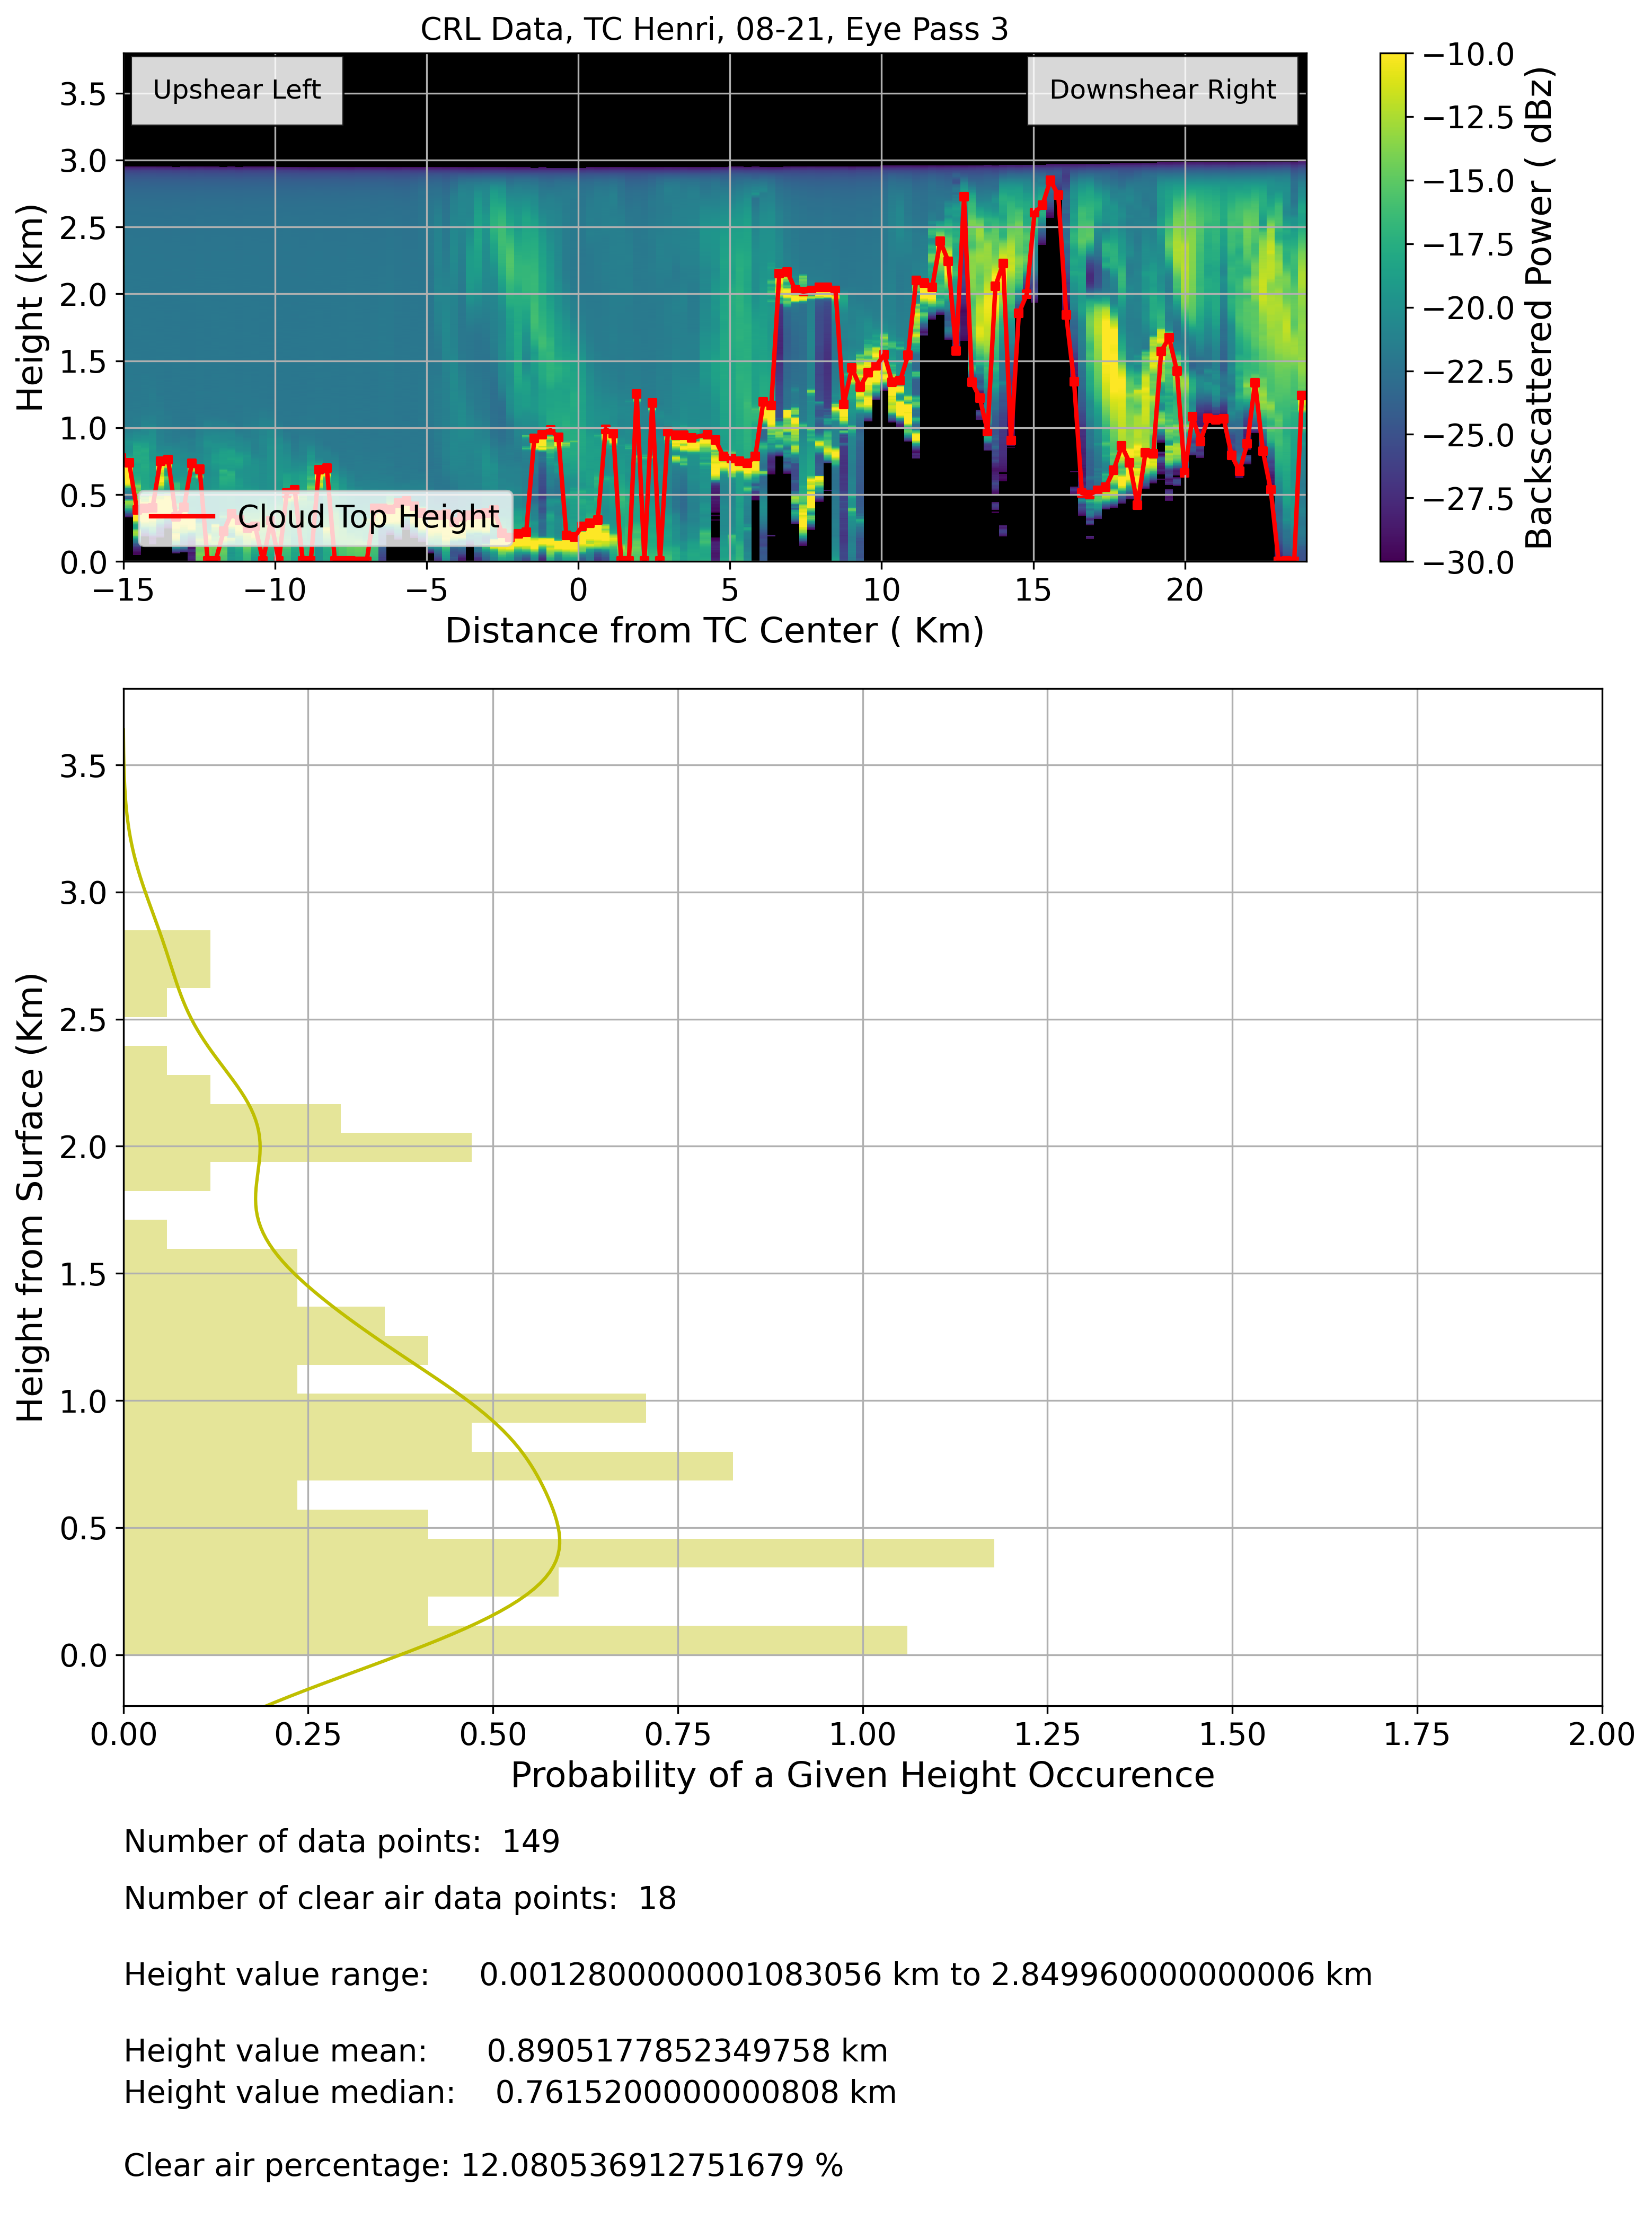 CRL Data, TC Henri, 08-21, Eye Pass 3
Upshear Left
Downshear Right
3.5
3.0
2.5
2.0
1.5
1.0
0.5
0.0
Height (km)
Cloud Top Height
−15
−10
−5
0
5
10
15
20
Distance from TC Center ( Km)
−10.0
−12.5
−15.0
−17.5
−20.0
−22.5
−25.0
−27.5
−30.0
Backscattered Power ( dBz)
3.5
3.0
2.5
2.0
1.5
1.0
0.5
0.0
Height from Surface (Km)
0.00
0.25
0.50
0.75
1.00
1.25
1.50
1.75
2.00
Probability of a Given Height Occurence
Number of data points: 149
Number of clear air data points: 18
Height value range: 0.0012800000001083056 km to 2.849960000000006 km
Height value mean: 0.8905177852349758 km
Height value median: 0.7615200000000808 km
Clear air percentage: 12.080536912751679 %